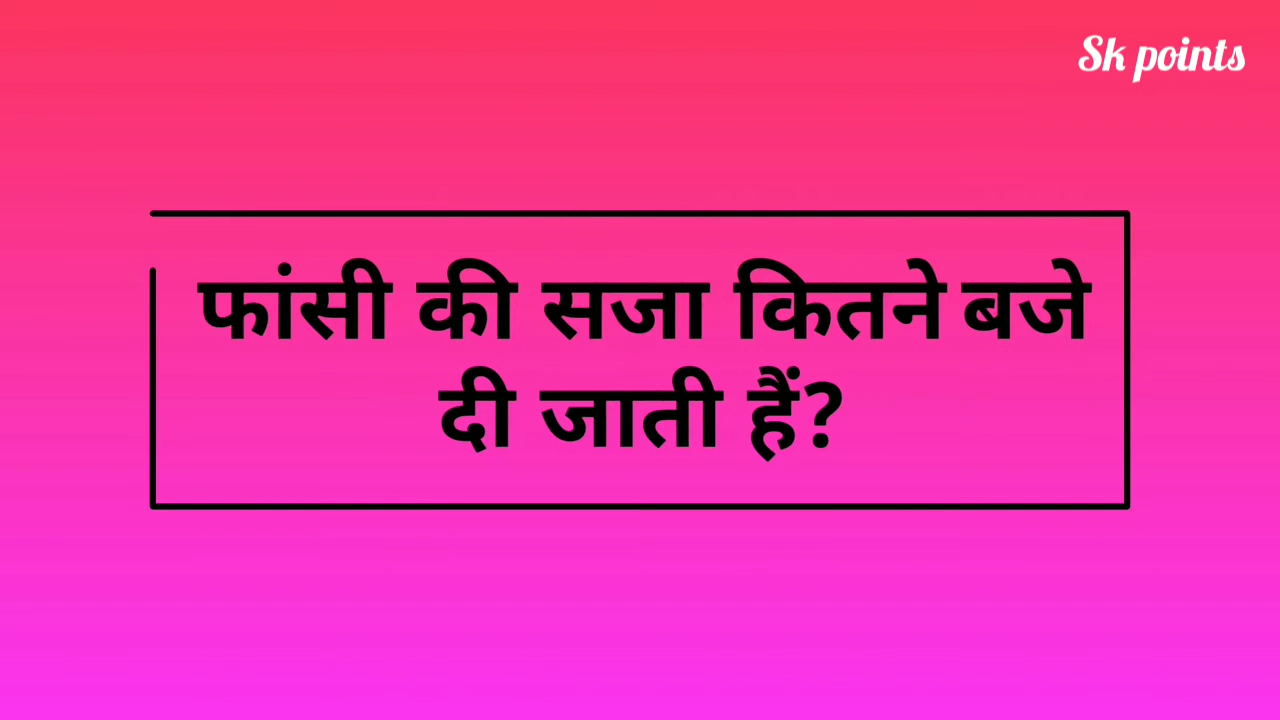 Sk points
फांसी की सजा कितने बजे
दी जाती हैं?